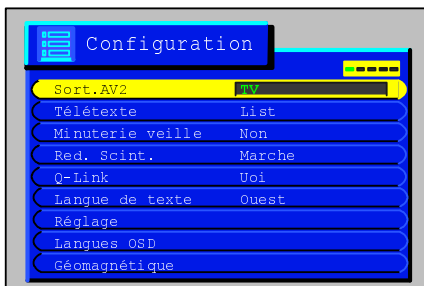 Configuration
Sort.AV2 TV
Télétexte List
Minuterie veille Non
Red. Scint. Marche
Q-Link Uoi
Langue de texte Ouest
Réglage
Langues OSD
Géomagnétique